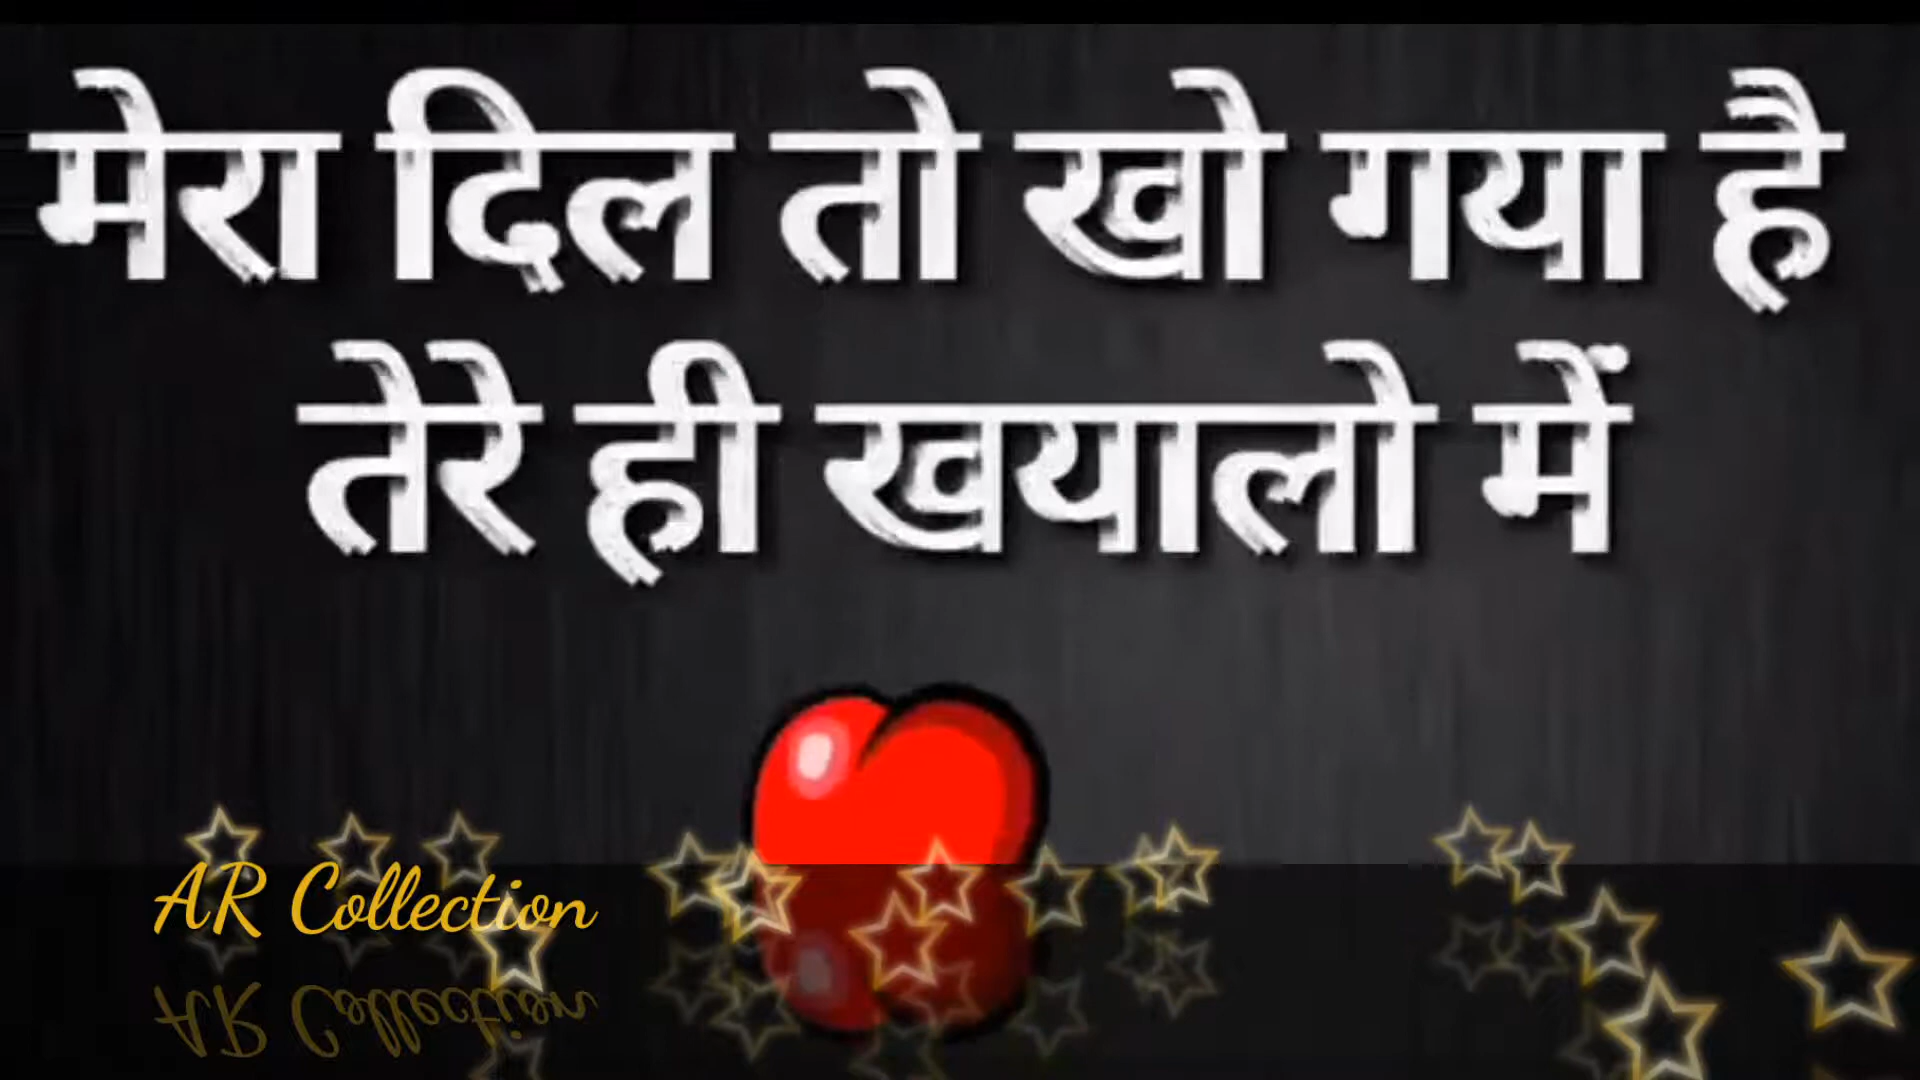 मेरा दिल तो खो गया है
तेरे ही खयालो में
AR Collection